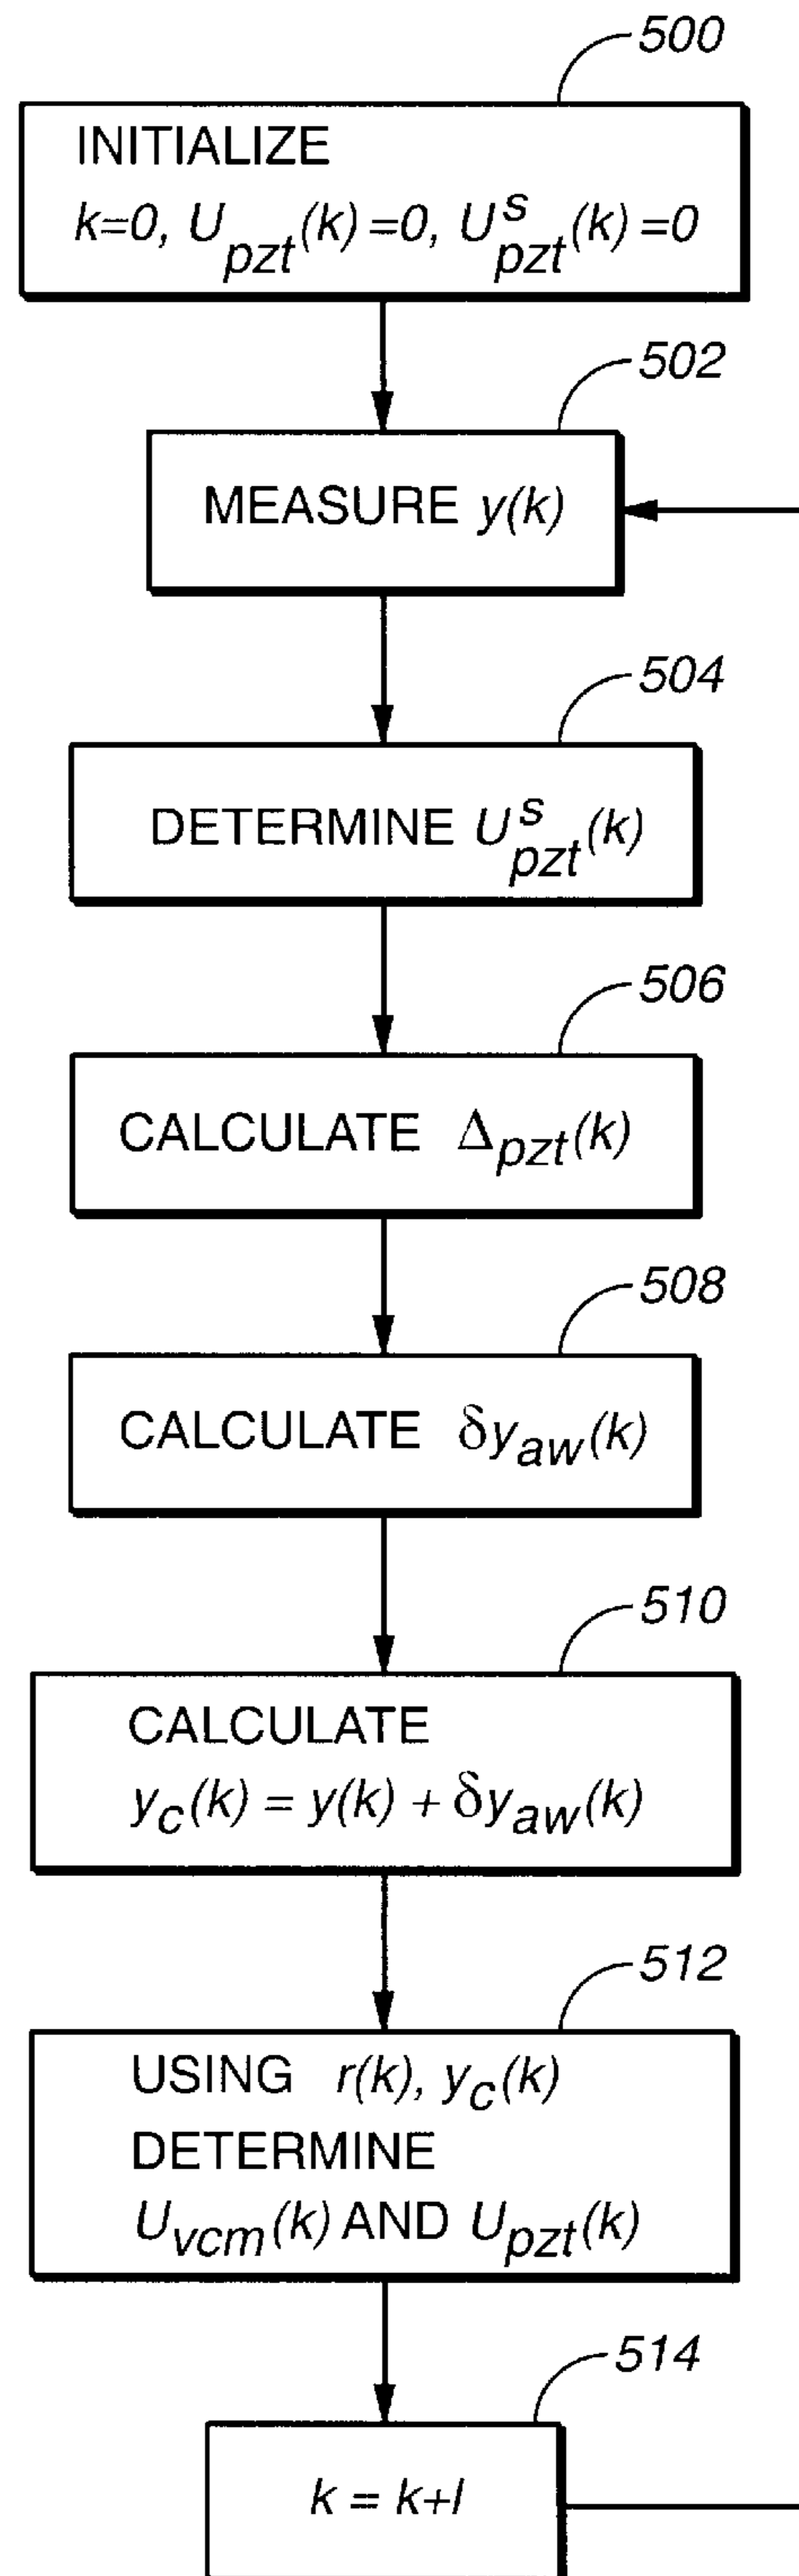 500
INITIALIZE
k=0, U_pzt(k)=0, U^s_pzt(k)=0
502
MEASURE y(k)
504
DETERMINE U^s_pzt(k)
506
CALCULATE Δ_pzt(k)
508
CALCULATE δy_aw(k)
510
CALCULATE
y_c(k) = y(k) + δy_aw(k)
512
USING r(k), y_c(k)
DETERMINE
U_vcm(k) AND U_pzt(k)
514
k = k+l